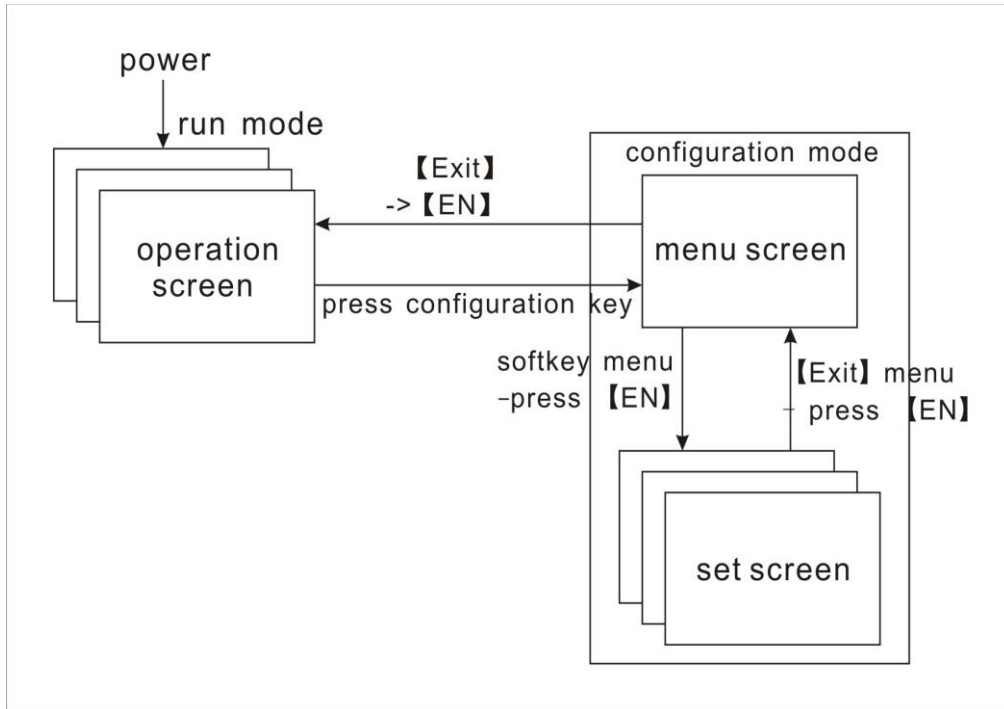 power
run mode
operation
screen
【Exit】
-> 【EN】
press configuration key
configuration mode
menu screen
softkey menu
-press 【EN】
【Exit】menu
- press 【EN】
set screen